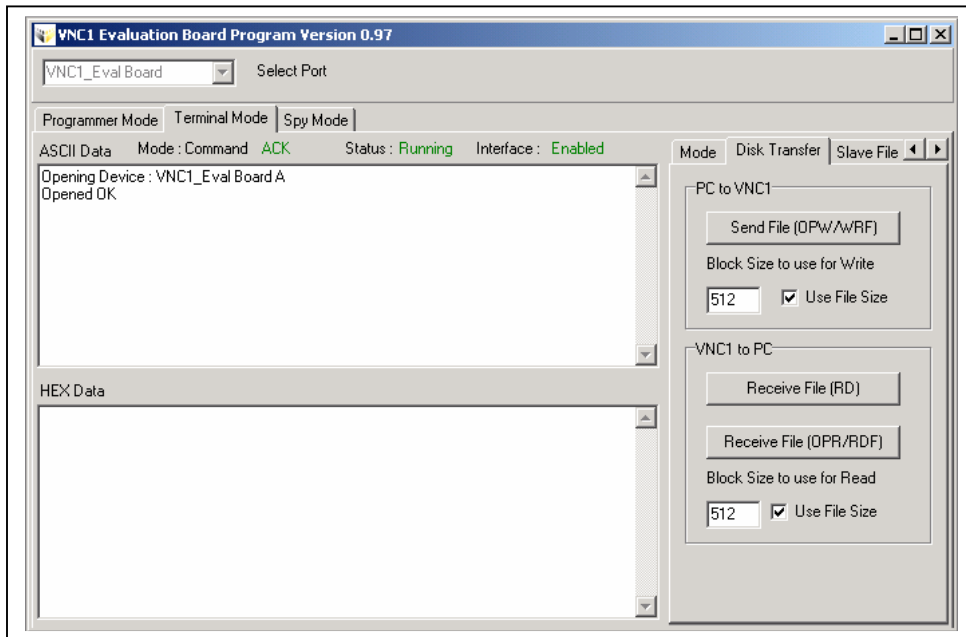 VNC1 Evaluation Board Program Version 0.97
VNC1_Eval Board Select Port
Programmer Mode Terminal Mode Spy Mode
ASCII Data Mode : Command ACK Status : Running Interface : Enabled
Opening Device : VNC1_Eval Board A
Opened OK
HEX Data
Mode Disk Transfer Slave File
PC to VNC1
Send File (OPW/WRF)
Block Size to use for Write
512 Use File Size
VNC1 to PC
Receive File (RD)
Receive File (OPR/RDF)
Block Size to use for Read
512 Use File Size